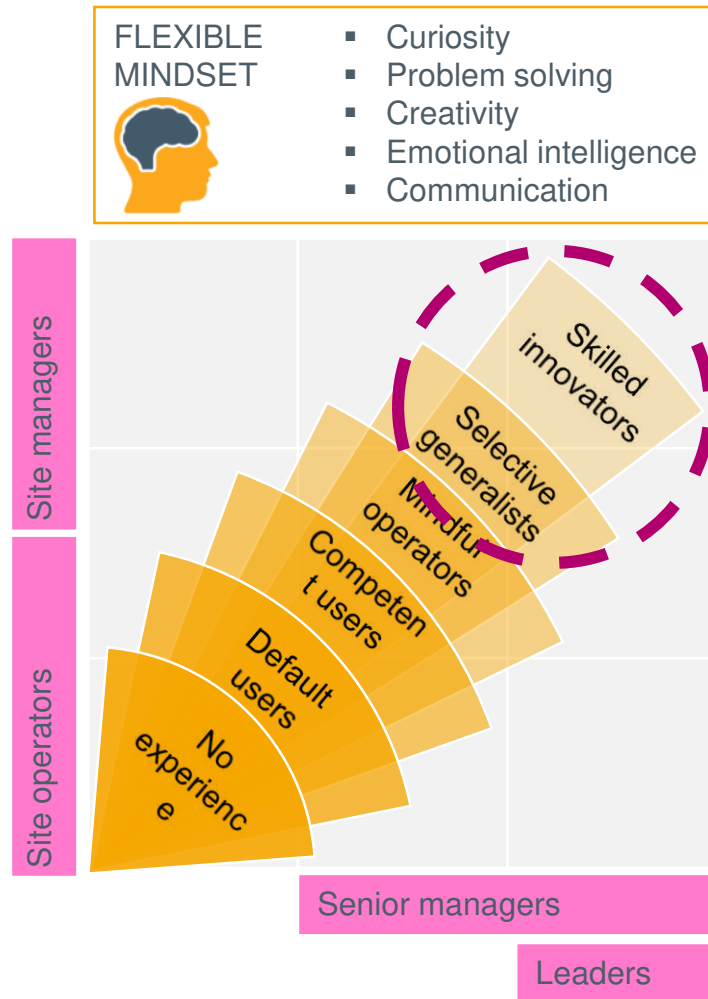 FLEXIBLE
MINDSET
▪ Curiosity
▪ Problem solving
▪ Creativity
▪ Emotional intelligence
▪ Communication
Site managers
Site operators
Skilled
innovators
Selective
generalists
Mindful
operators
Competen
t users
Default
users
No
experienc
e
Senior managers
Leaders